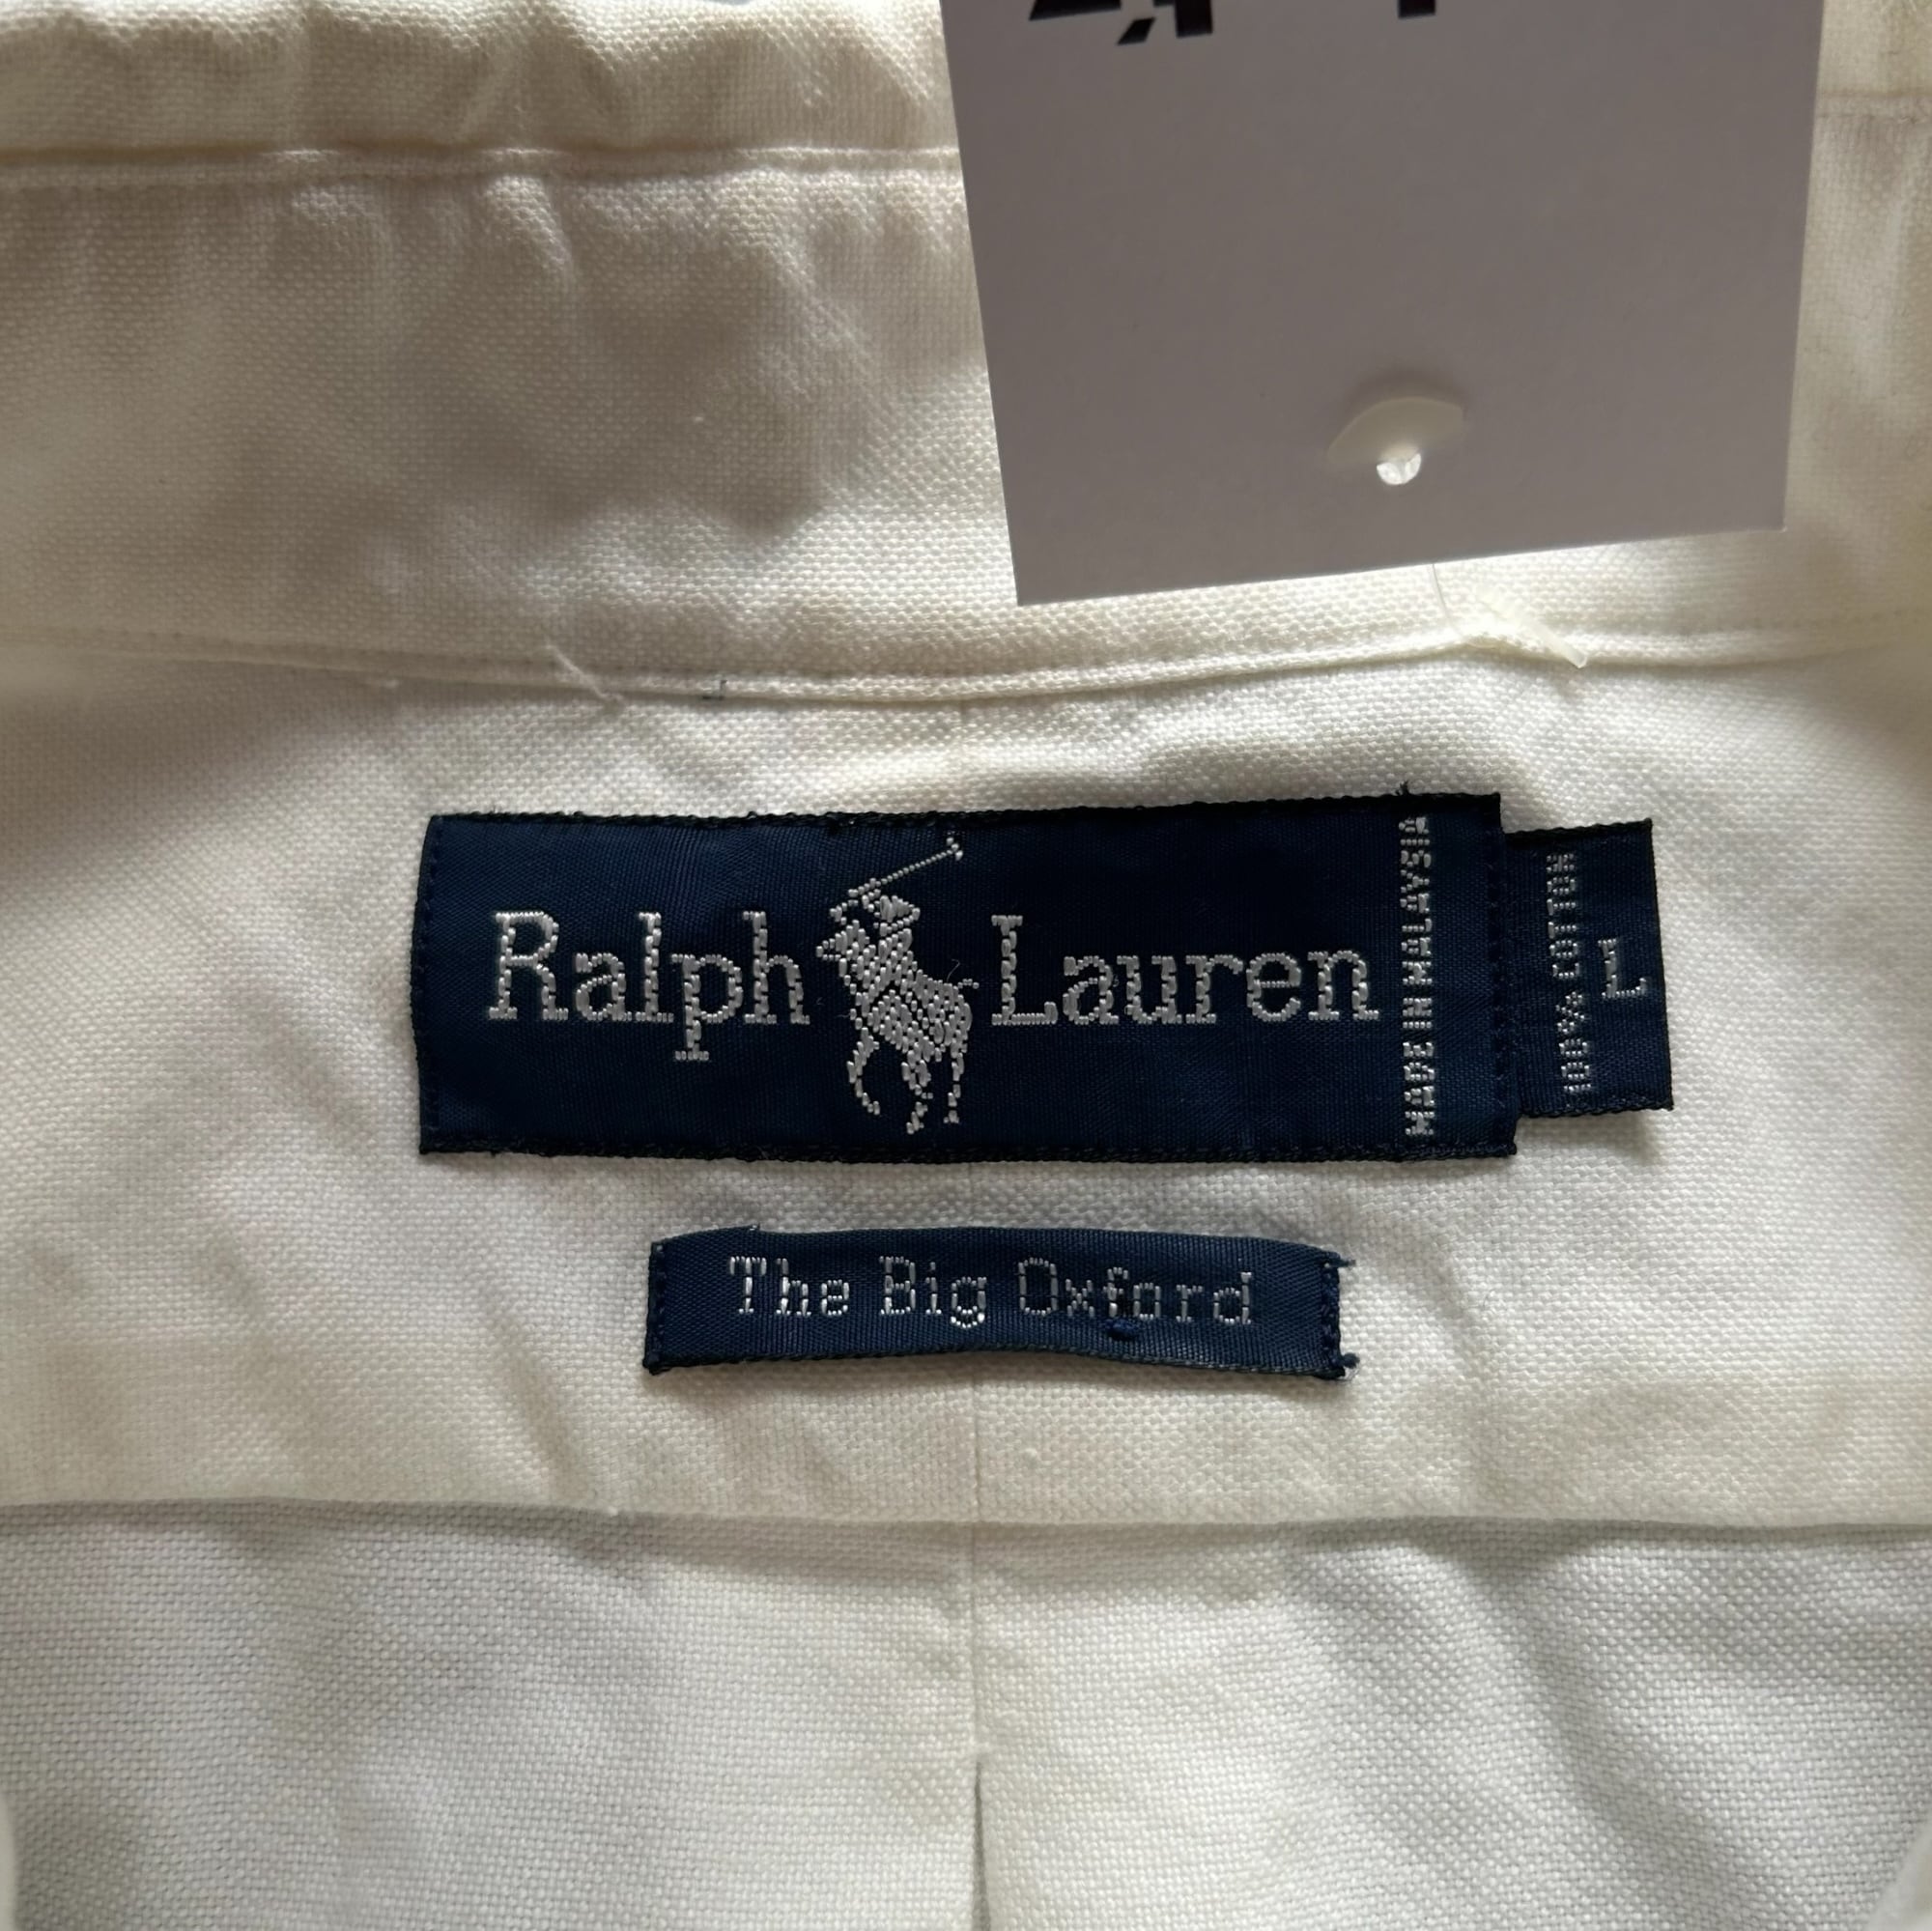 Ralph Lauren
MADE IN MALAYSIA
100% COTTON
L
The Big Oxford